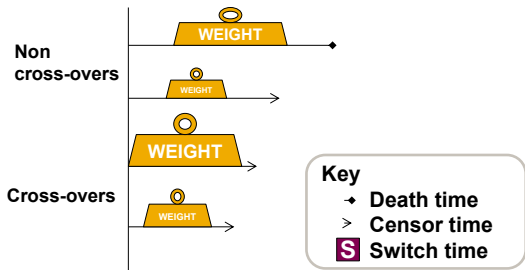 WEIGHT
Non
cross-overs
WEIGHT
WEIGHT
Cross-overs
WEIGHT
Key
Death time
Censor time
S Switch time